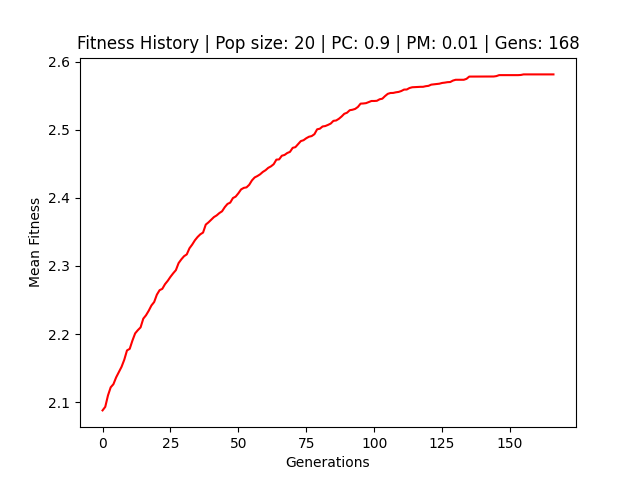 Fitness History | Pop size: 20 | PC: 0.9 | PM: 0.01 | Gens: 168
2.6
2.5
2.4
2.3
2.2
2.1
Mean Fitness
0 25 50 75 100 125 150
Generations